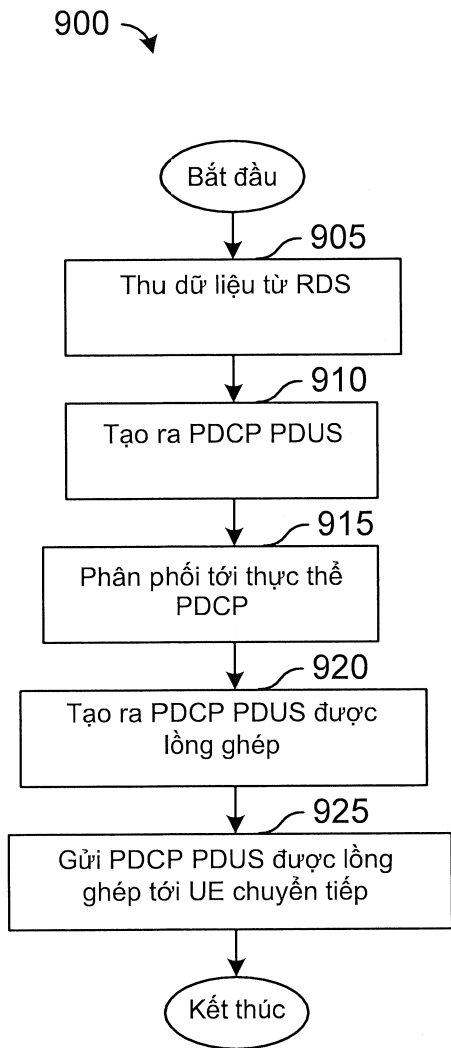 900
Bắt đầu
905
Thu dữ liệu từ RDS
910
Tạo ra PDCP PDUS
915
Phân phối tới thực thể
PDCP
920
Tạo ra PDCP PDUS được
lồng ghép
925
Gửi PDCP PDUS được lồng
ghép tới UE chuyển tiếp
Kết thúc